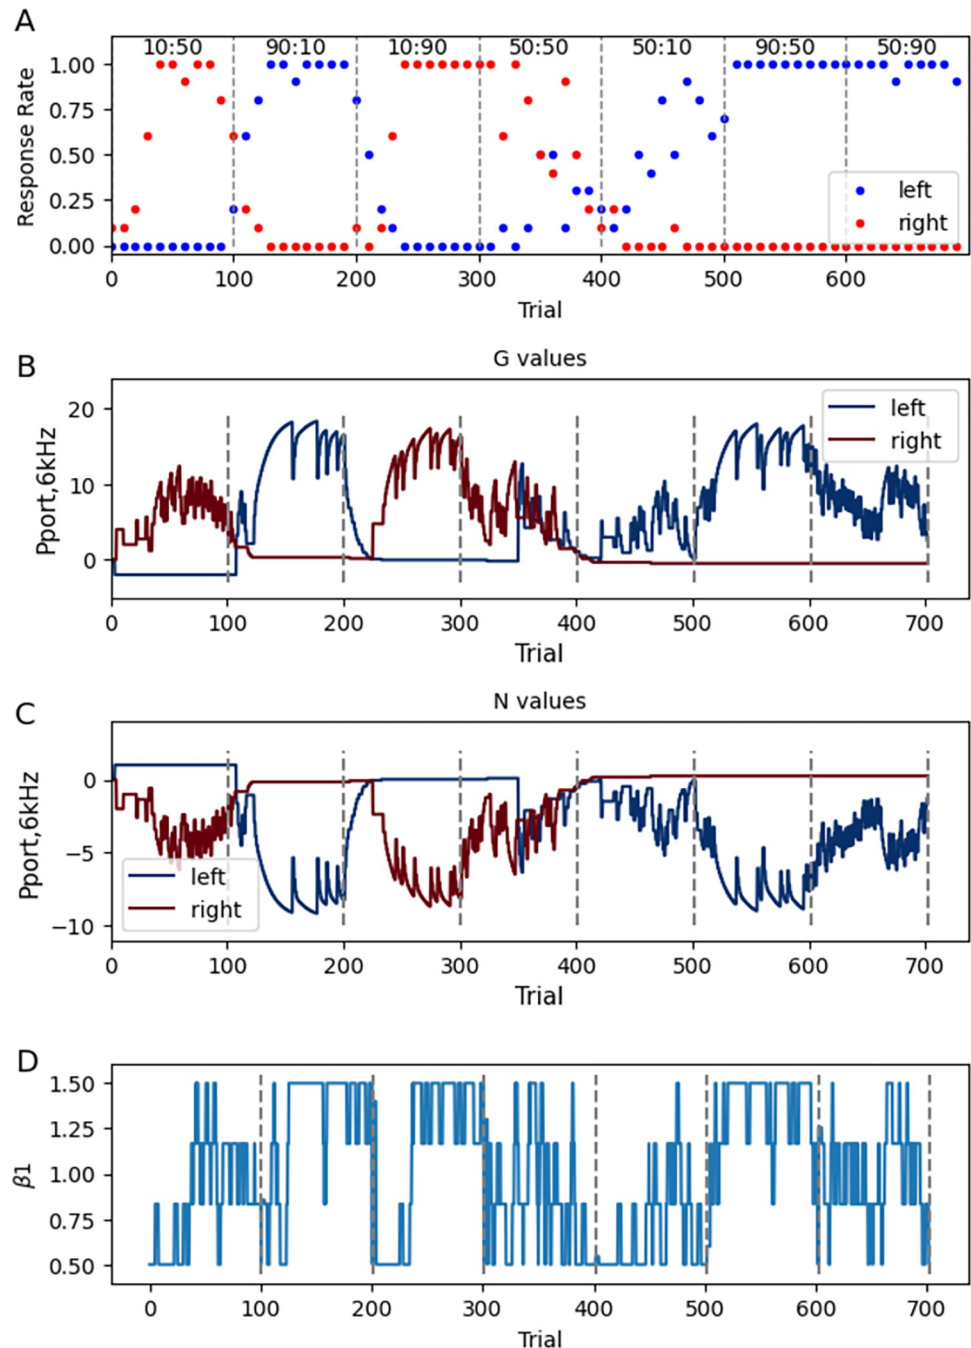 A
10:50 90:10 10:90 50:50 50:10 90:50 50:90
1.00
0.75
0.50
0.25
0.00
Response Rate
left
right
0 100 200 300 400 500 600
Trial
B
G values
20
10
0
Pport,6kHz
left
right
0 100 200 300 400 500 600 700
Trial
C
N values
0
−5
−10
Pport,6kHz
left
right
0 100 200 300 400 500 600 700
Trial
D
1.50
1.25
1.00
0.75
0.50
β1
0 100 200 300 400 500 600 700
Trial